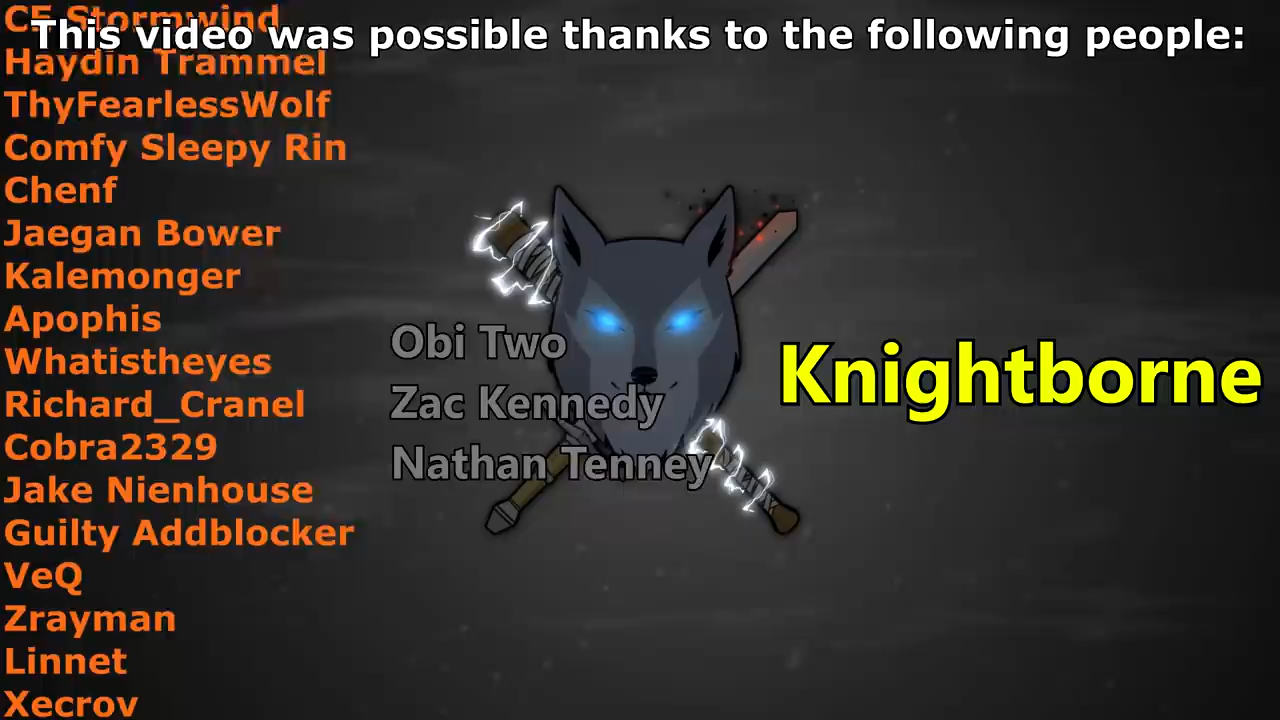 This video was possible thanks to the following people:
CE Stormwind
Haydin Trammel
ThyFearlessWolf
Comfy Sleepy Rin
Chenf
Jaegan Bower
Kalemonger
Apophis
Whatistheyes
Richard_Cranel
Cobra2329
Jake Nienhouse
Guilty Addblocker
VeQ
Zrayman
Linnet
Xecrov
Obi Two
Zac Kennedy
Nathan Tenney
Knightborne